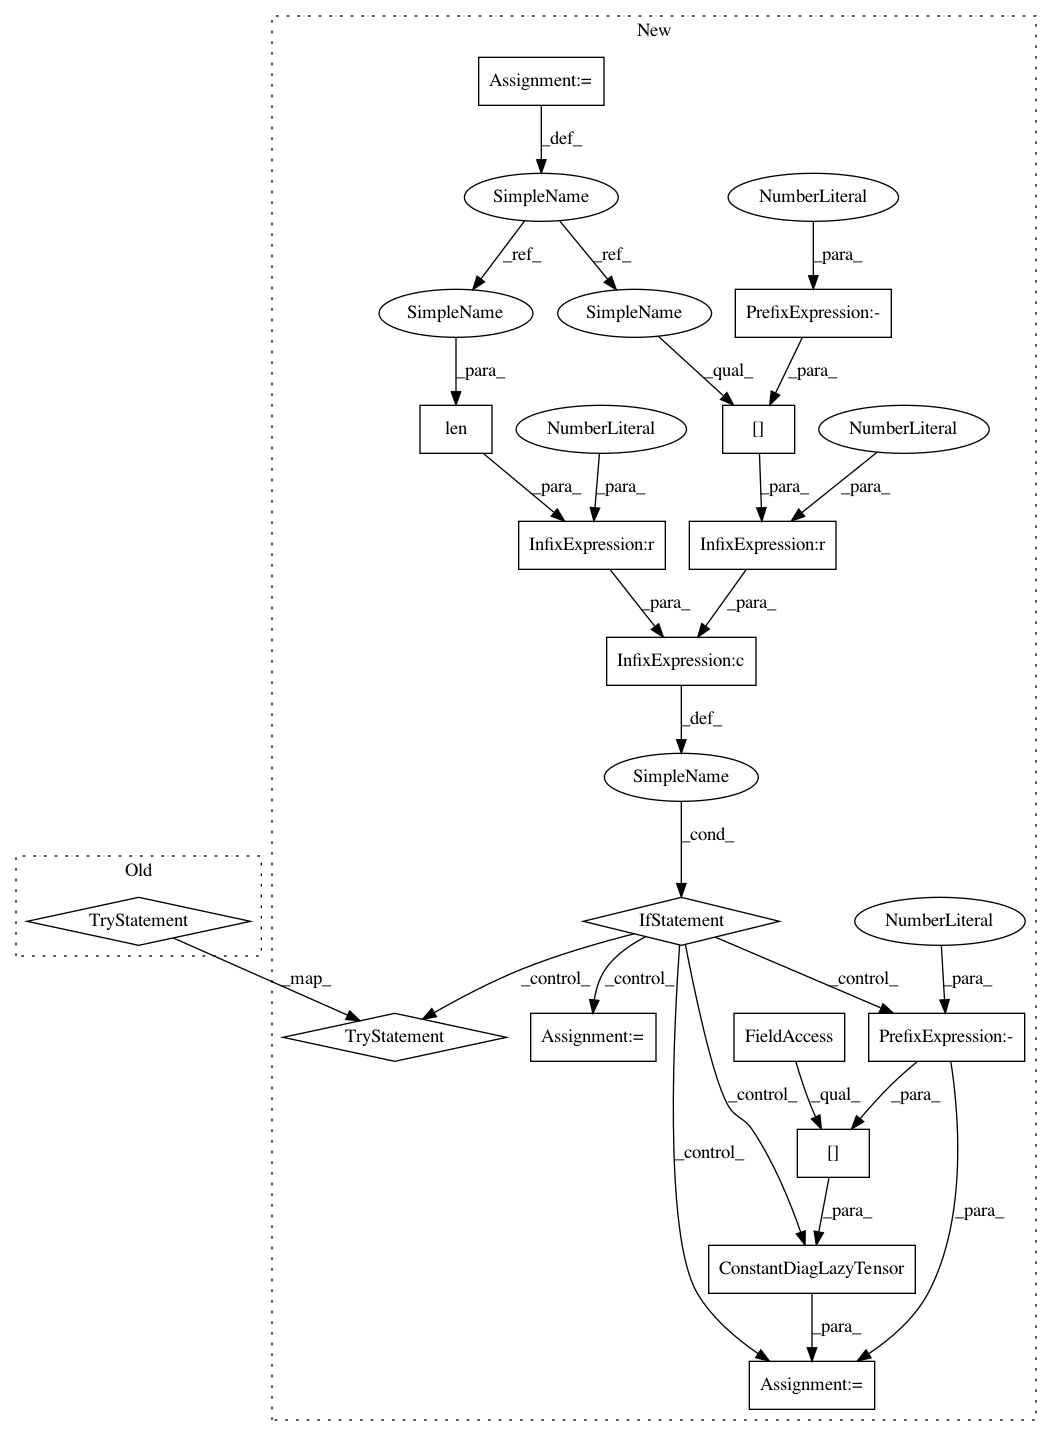 New
Assignment:=
_def_
SimpleName
NumberLiteral
_ref_
_ref_
_para_
SimpleName
SimpleName
PrefixExpression:-
_para_
_qual_
_para_
len
NumberLiteral
[]
NumberLiteral
_para_
_para_
_para_
_para_
InfixExpression:r
InfixExpression:r
_para_
_para_
InfixExpression:c
_def_
SimpleName
_cond_
Old
TryStatement
IfStatement
NumberLiteral
_map_
_control_
_control_
_control_
_para_
TryStatement
Assignment:=
FieldAccess
PrefixExpression:-
_control_
_qual_
_para_
_control_
[]
_para_
_para_
ConstantDiagLazyTensor
_para_
Assignment:=